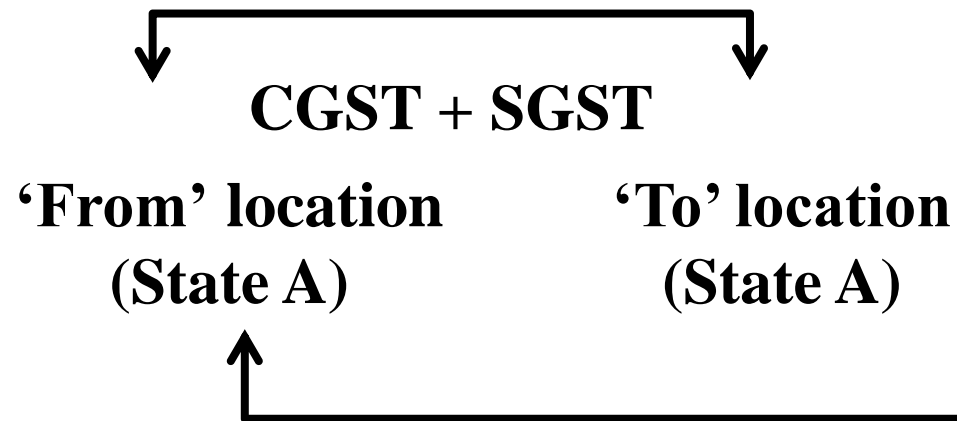 CGST + SGST
‘From’ location ‘To’ location
(State A) (State A)